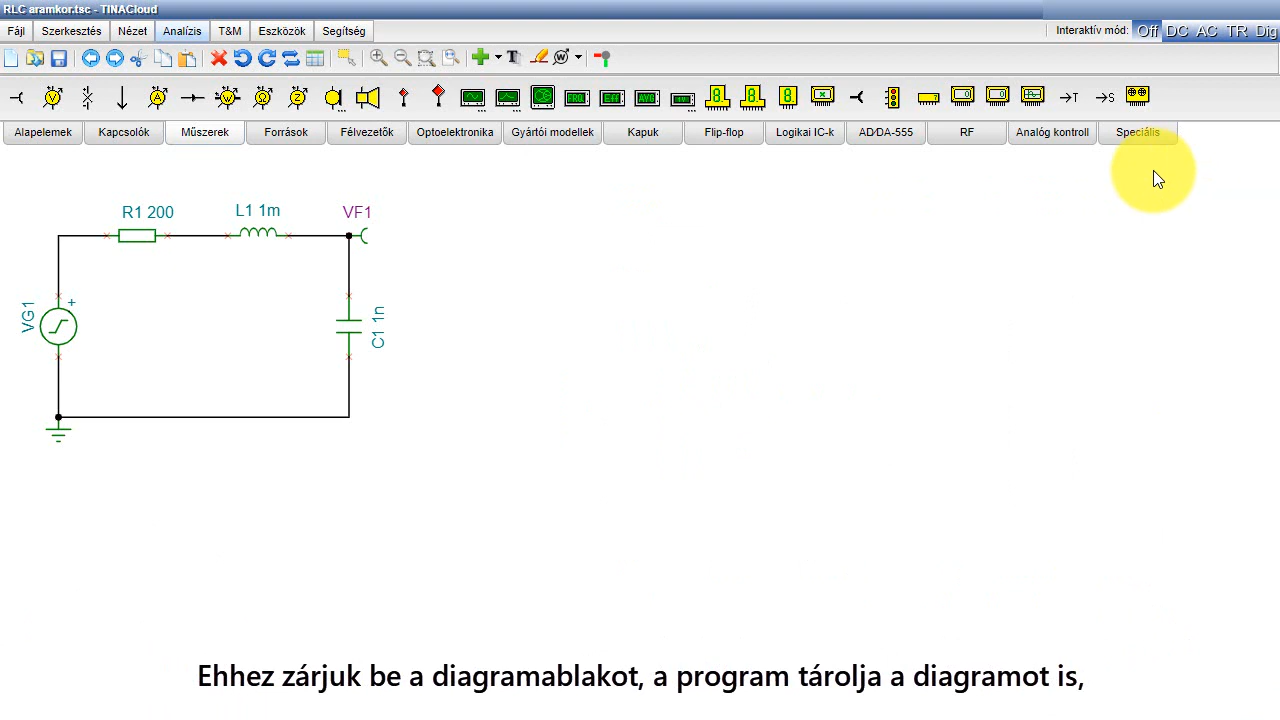 RLC aramkor.tsc - TINACloud
Fájl Szerkesztés Nézet Analízis T&M Eszközök Segítség Interaktív mód: Off DC AC TR Dig
Alapelemek Kapcsolók Műszerek Források Félvezetők Optoelektronika Gyártói modellek Kapuk Flip-flop Logikai IC-k AD/DA-555 RF Analóg kontroll Speciális
R1 200 L1 1m VF1
VG1
+
C1 1n
Ehhez zárjuk be a diagramablakot, a program tárolja a diagramot is,